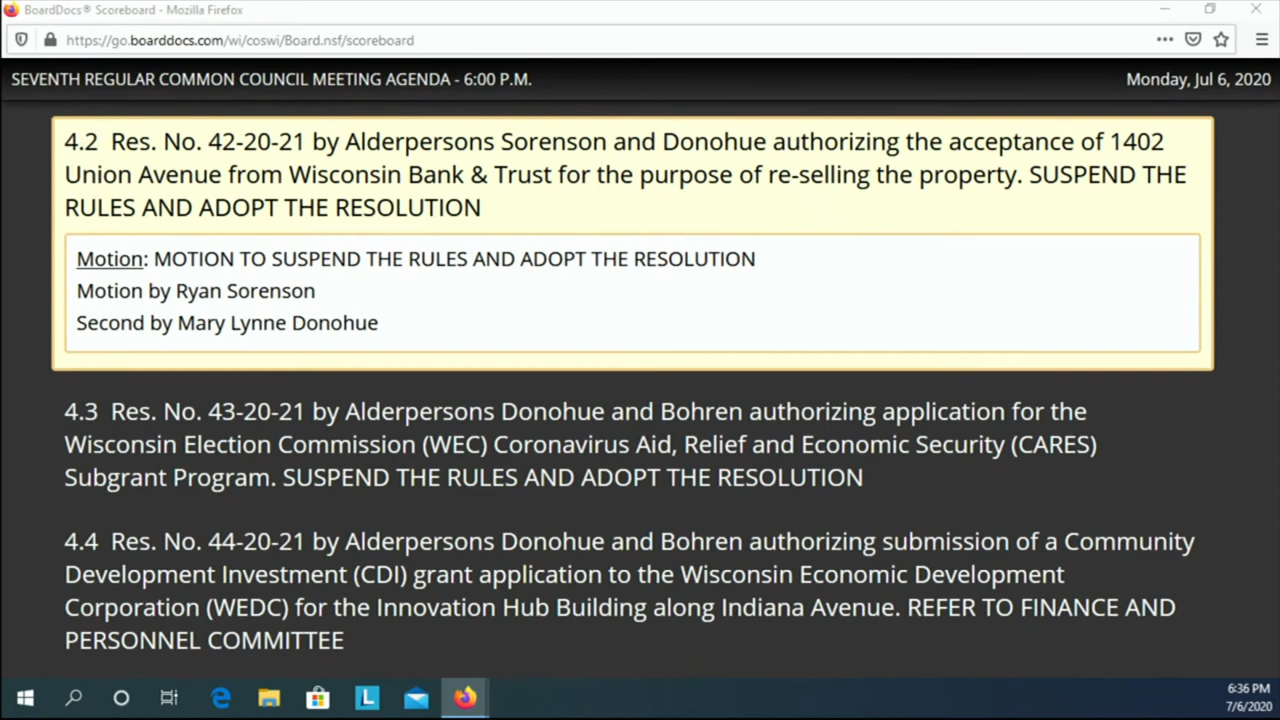 BoardDocs® Scoreboard - Mozilla Firefox
https://go.boarddocs.com/wi/coswi/Board.nsf/scoreboard
SEVENTH REGULAR COMMON COUNCIL MEETING AGENDA - 6:00 P.M.
Monday, Jul 6, 2020
4.2 Res. No. 42-20-21 by Alderpersons Sorenson and Donohue authorizing the acceptance of 1402
Union Avenue from Wisconsin Bank & Trust for the purpose of re-selling the property. SUSPEND THE
RULES AND ADOPT THE RESOLUTION
Motion: MOTION TO SUSPEND THE RULES AND ADOPT THE RESOLUTION
Motion by Ryan Sorenson
Second by Mary Lynne Donohue
4.3 Res. No. 43-20-21 by Alderpersons Donohue and Bohren authorizing application for the
Wisconsin Election Commission (WEC) Coronavirus Aid, Relief and Economic Security (CARES)
Subgrant Program. SUSPEND THE RULES AND ADOPT THE RESOLUTION
4.4 Res. No. 44-20-21 by Alderpersons Donohue and Bohren authorizing submission of a Community
Development Investment (CDI) grant application to the Wisconsin Economic Development
Corporation (WEDC) for the Innovation Hub Building along Indiana Avenue. REFER TO FINANCE AND
PERSONNEL COMMITTEE
L
6:36 PM
7/6/2020